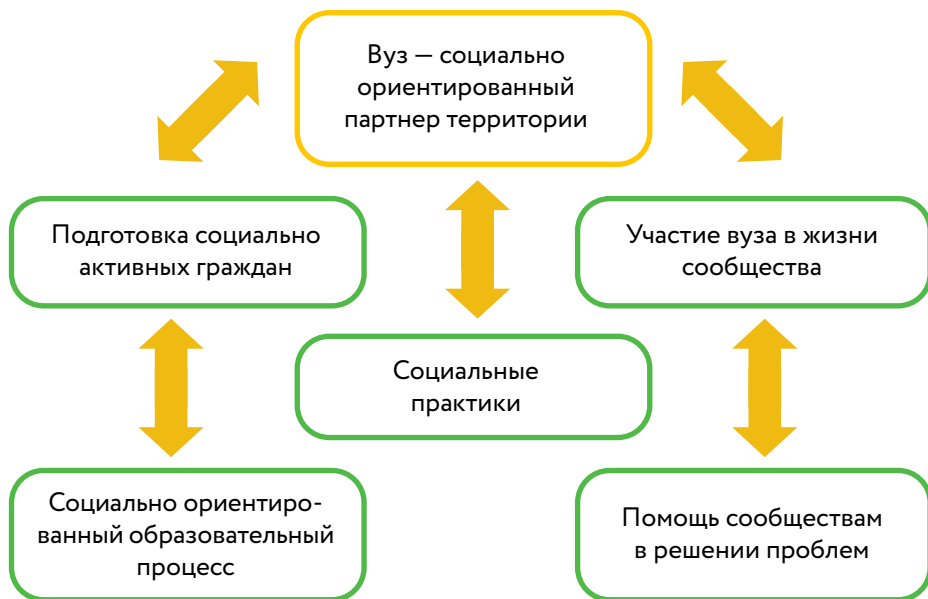 Вуз — социально
ориентированный
партнер территории
Подготовка социально
активных граждан
Участие вуза в жизни
сообщества
Социальные
практики
Социально ориентиро-
ванный образовательный
процесс
Помощь сообществам
в решении проблем